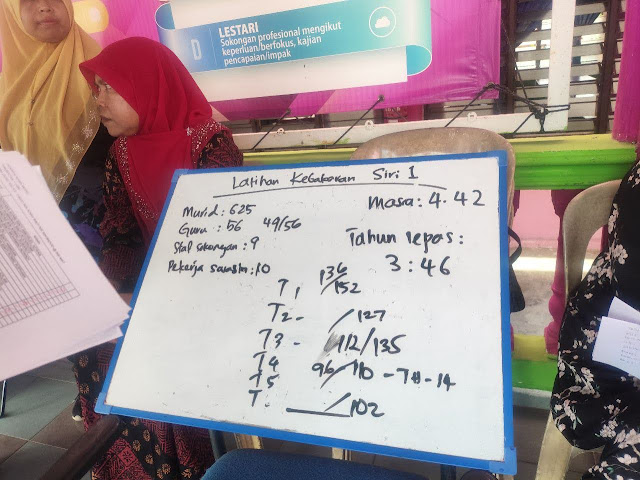 D
LESTARI
Sokongan profesional mengikut
keperluan/berfokus, kajian
pencapaian/impak
Latihan Kebakaran Siri 1
Murid : 625
Guru : 56 49/56
Staf sokongan : 9
Pekerja swasta : 10
Masa : 4.42
Tahun lepas :
3:46
T1 136/152
T2 - /127
T3 - 112/135
T4 96/110 - TH - 14
T5
T. /102